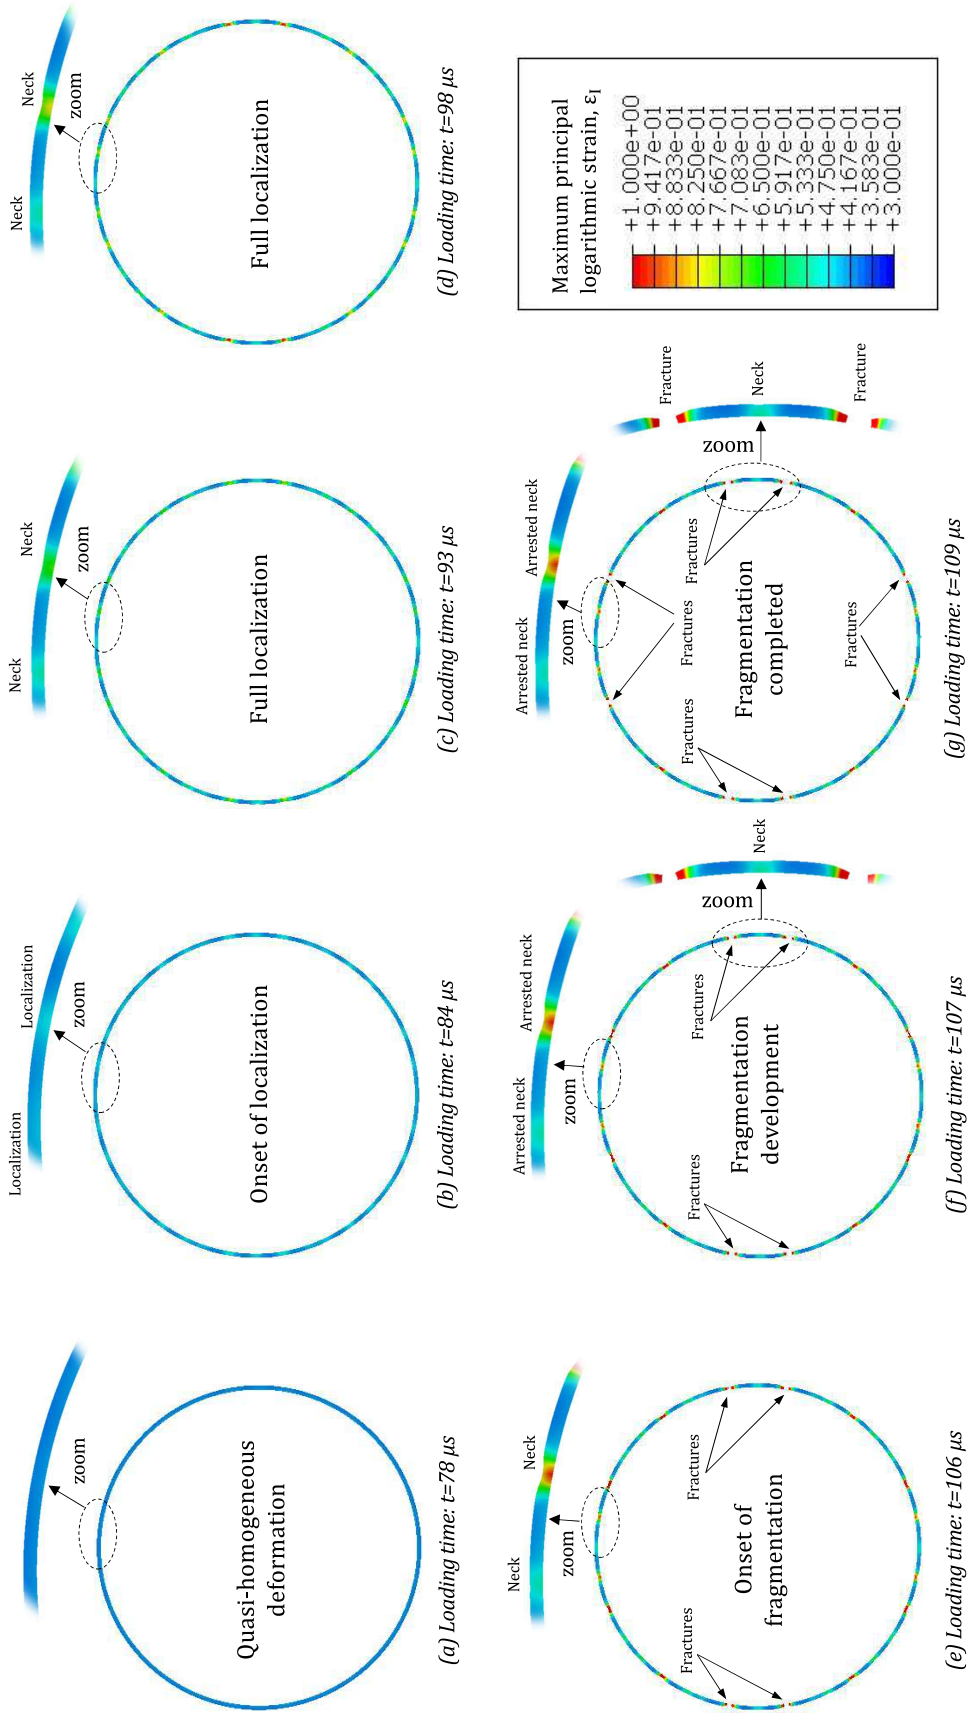 zoom
Quasi-homogeneous
deformation
(a) Loading time: t=78 μs
Localization
Localization
zoom
Onset of localization
(b) Loading time: t=84 μs
Neck
Neck
zoom
Full localization
(c) Loading time: t=93 μs
Neck
Neck
zoom
Full localization
(d) Loading time: t=98 μs
Neck
Neck
zoom
Fractures
Fractures
Onset of
fragmentation
(e) Loading time: t=106 μs
Arrested neck
Arrested neck
zoom
zoom
Neck
Fractures
Fractures
Fragmentation
development
(f) Loading time: t=107 μs
Arrested neck
Arrested neck
zoom
zoom
Fracture
Neck
Fracture
Fractures
Fractures
Fractures
Fractures
Fragmentation
completed
(g) Loading time: t=109 μs
Maximum principal
logarithmic strain, εI
+1.000e+00
+9.417e-01
+8.833e-01
+8.250e-01
+7.667e-01
+7.083e-01
+6.500e-01
+5.917e-01
+5.333e-01
+4.750e-01
+4.167e-01
+3.583e-01
+3.000e-01